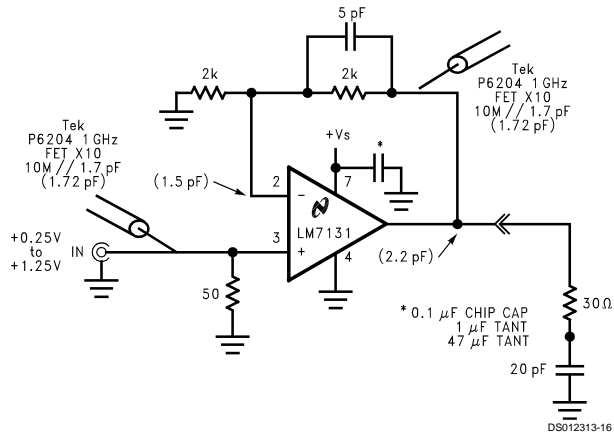 5 pF
2k
2k
Tek
P6204 1GHz
FET X10
10M // 1.7 pF
(1.72 pF)
Tek
P6204 1GHz
FET X10
10M // 1.7 pF
(1.72 pF)
+Vs
*
(1.5 pF)
2
7
-
LM7131
3
+
4
+0.25V
to
+1.25V
IN
50
(2.2 pF)
30Ω
* 0.1 μF CHIP CAP
1 μF TANT
47 μF TANT
20 pF
DS012313-16